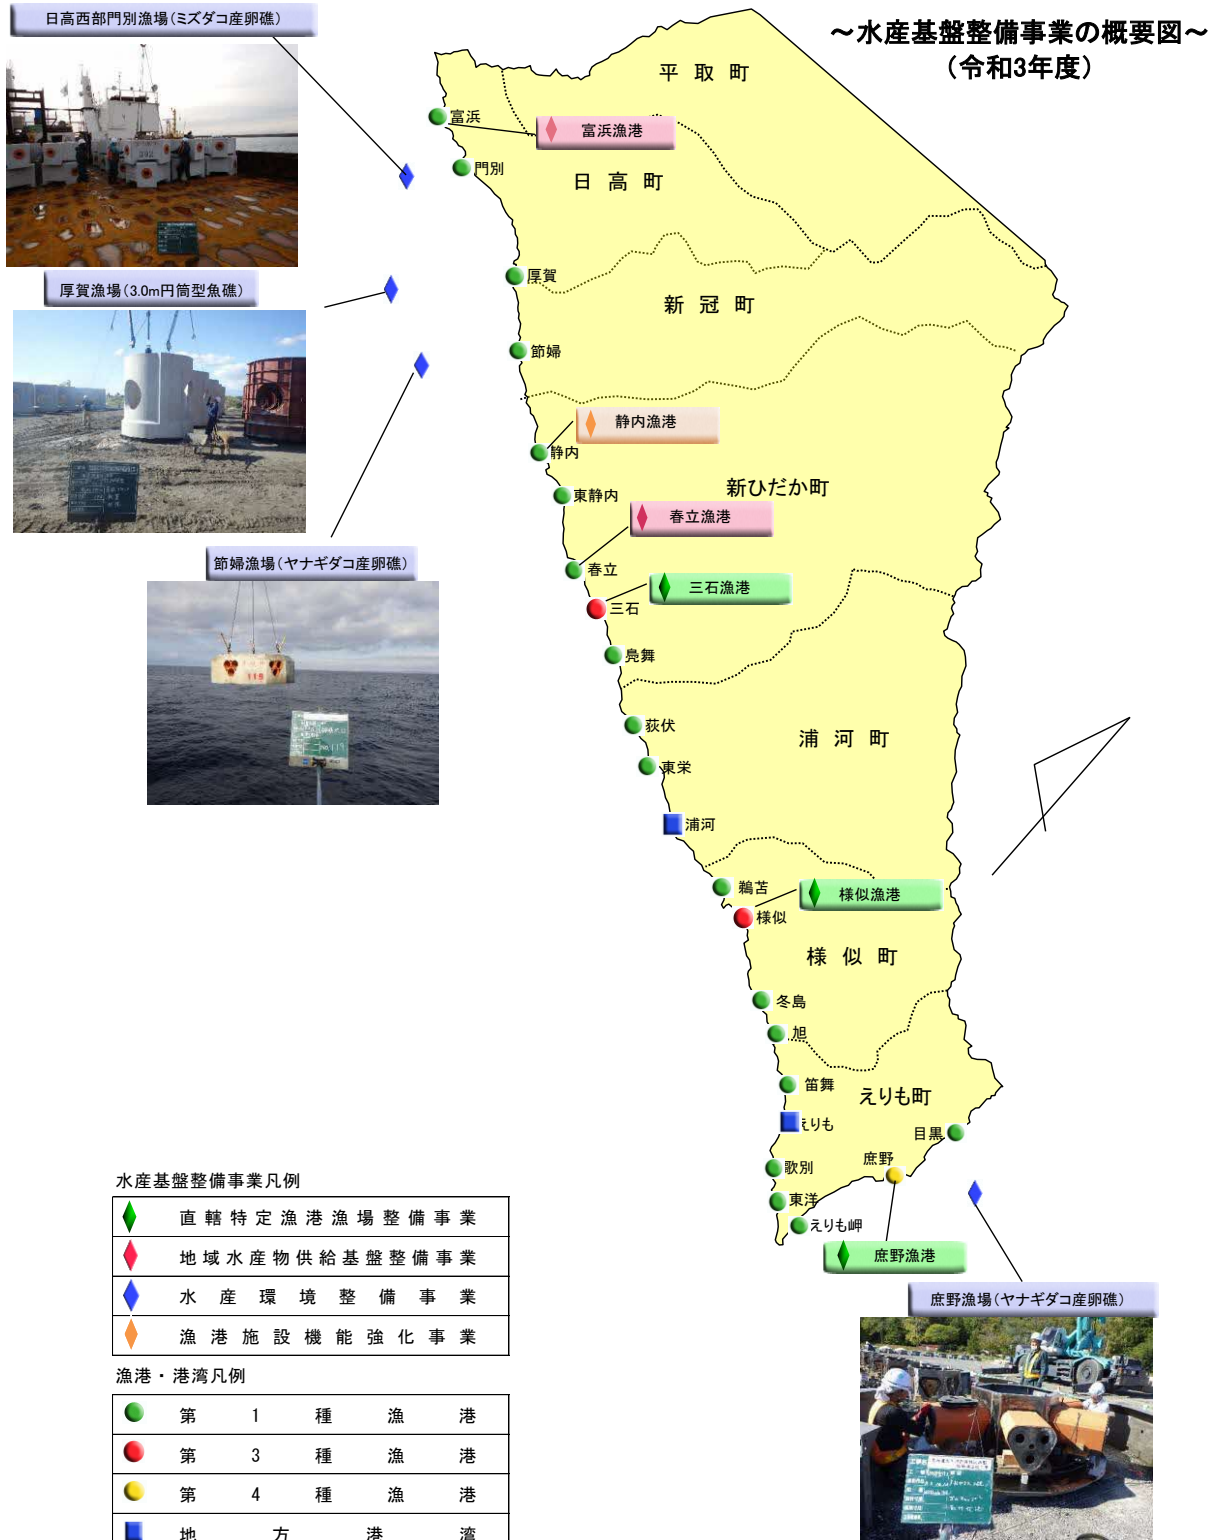 ～水産基盤整備事業の概要図～
（令和3年度）
日高西部門別漁場（ミズダコ産卵礁）
平取町
富浜
富浜漁港
門別
日高町
厚賀漁場（3.0m円筒型魚礁）
厚賀
新冠町
節婦
静内漁港
静内
新ひだか町
東静内
春立漁港
節婦漁場（ヤナギダコ産卵礁）
春立
三石漁港
三石
119
鳧舞
荻伏
浦河町
東栄
浦河
鵜苫
様似漁港
様似
様似町
冬島
旭
笛舞
えりも町
えりも
目黒
庶野
歌別
東洋
えりも岬
庶野漁港
庶野漁場（ヤナギダコ産卵礁）
水産基盤整備事業凡例
直轄特定漁港漁場整備事業
地域水産物供給基盤整備事業
水産環境整備事業
漁港施設機能強化事業
漁港・港湾凡例
第1種漁港
第3種漁港
第4種漁港
地方港湾